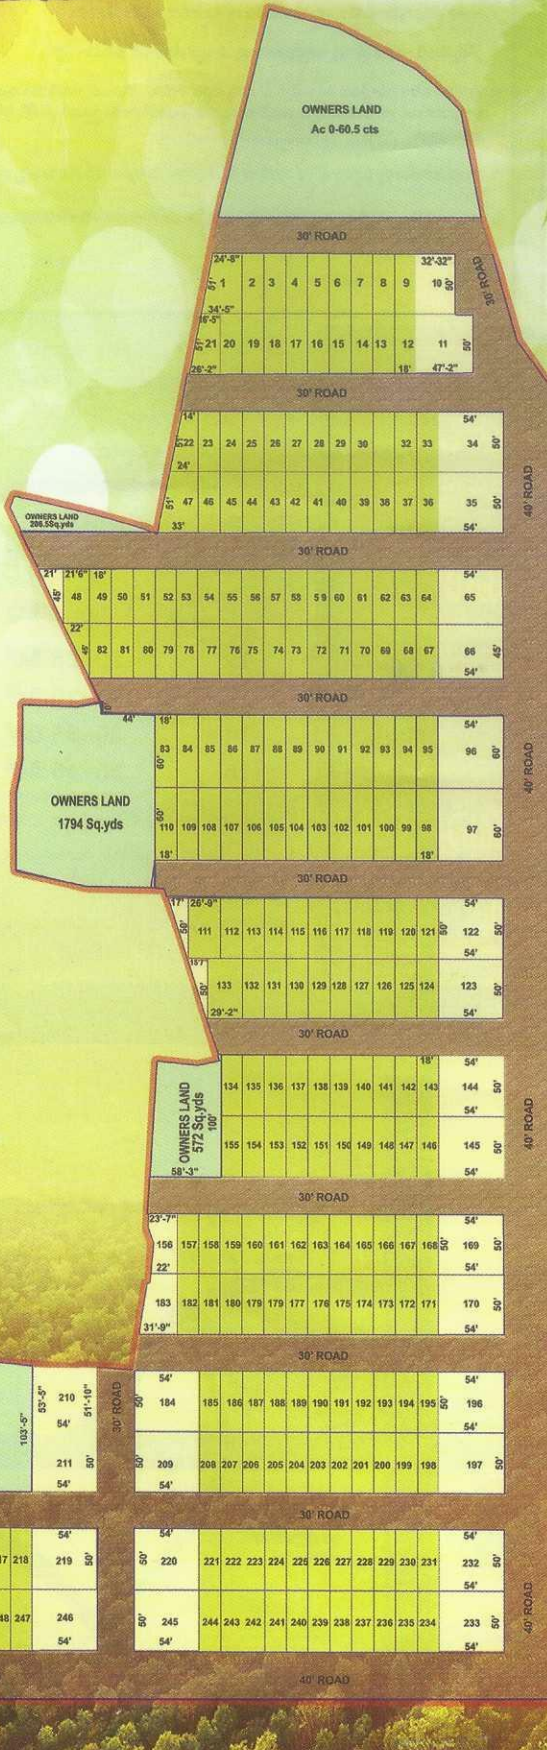 OWNERS LAND
Ac 0-60.5 cts
30' ROAD
24'-8" 32'-32"
51' 1 2 3 4 5 6 7 8 9 10 50' 30' ROAD
34'-5"
16'-5"
51' 21 20 19 18 17 16 15 14 13 12 11 50'
26'-2" 18' 47'-2"
30' ROAD
14' 54'
22 23 24 25 26 27 28 29 30 32 33 34 50'
24'
51' 47 46 45 44 43 42 41 40 39 38 37 36 35 50' 40' ROAD
33' 54'
OWNERS LAND
206.5Sq.yds
30' ROAD
21' 21'6" 18' 54'
45' 48 49 50 51 52 53 54 55 56 57 58 59 60 61 62 63 64 65
22'
45' 82 81 80 79 78 77 76 75 74 73 72 71 70 69 68 67 66 45'
54'
30' ROAD
44' 18' 54'
60' 83 84 85 86 87 88 89 90 91 92 93 94 95 96 60' 40' ROAD
OWNERS LAND
1794 Sq.yds
60' 110 109 108 107 106 105 104 103 102 101 100 99 98 97 60'
18' 18'
30' ROAD
17' 26'-9" 54'
50' 111 112 113 114 115 116 117 118 119 120 121 50' 122 50'
54'
50' 133 132 131 130 129 128 127 126 125 124 123 50'
29'-2" 54'
30' ROAD
18' 54'
134 135 136 137 138 139 140 141 142 143 144 50'
OWNERS LAND
572 Sq.yds
100' 54' 40' ROAD
155 154 153 152 151 150 149 148 147 146 145 50'
58'-3" 54'
30' ROAD
23'-7" 54'
156 157 158 159 160 161 162 163 164 165 166 167 168 50' 169 50'
22' 54'
183 182 181 180 179 179 177 176 175 174 173 172 171 170 50'
31'-9" 54'
30' ROAD
54' 54'
103'-5" 53'-5" 210 51'-10" 30' ROAD 50' 184 185 186 187 188 189 190 191 192 193 194 195 50' 196
54' 54'
211 50' 50' 209 208 207 206 205 204 203 202 201 200 199 198 197 50'
54' 54'
30' ROAD
54' 54' 54'
17 218 219 50' 50' 220 221 222 223 224 225 226 227 228 229 230 231 232 50'
54' 40' ROAD
48 247 246 50' 245 244 243 242 241 240 239 238 237 236 235 234 233 50'
54' 54' 54'
40' ROAD